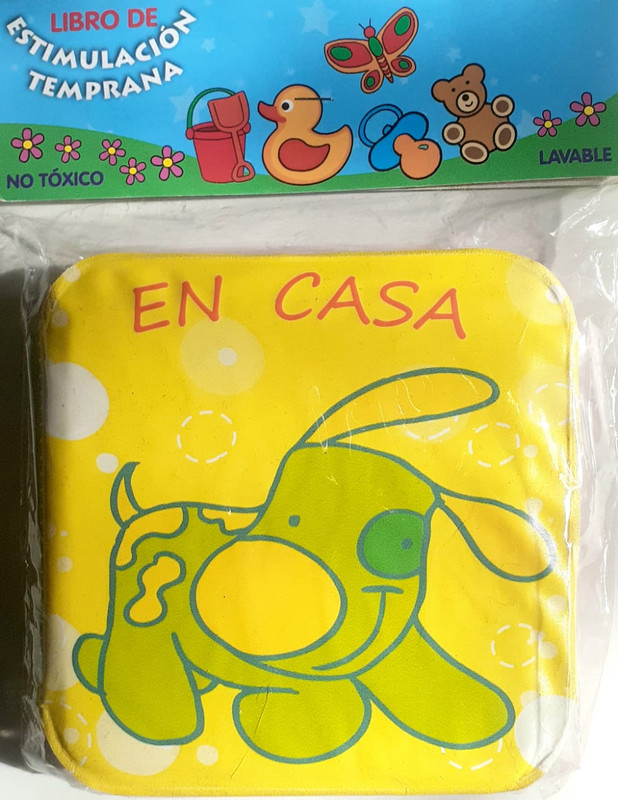 LIBRO DE
ESTIMULACIÓN
TEMPRANA
NO TÓXICO
LAVABLE
EN CASA